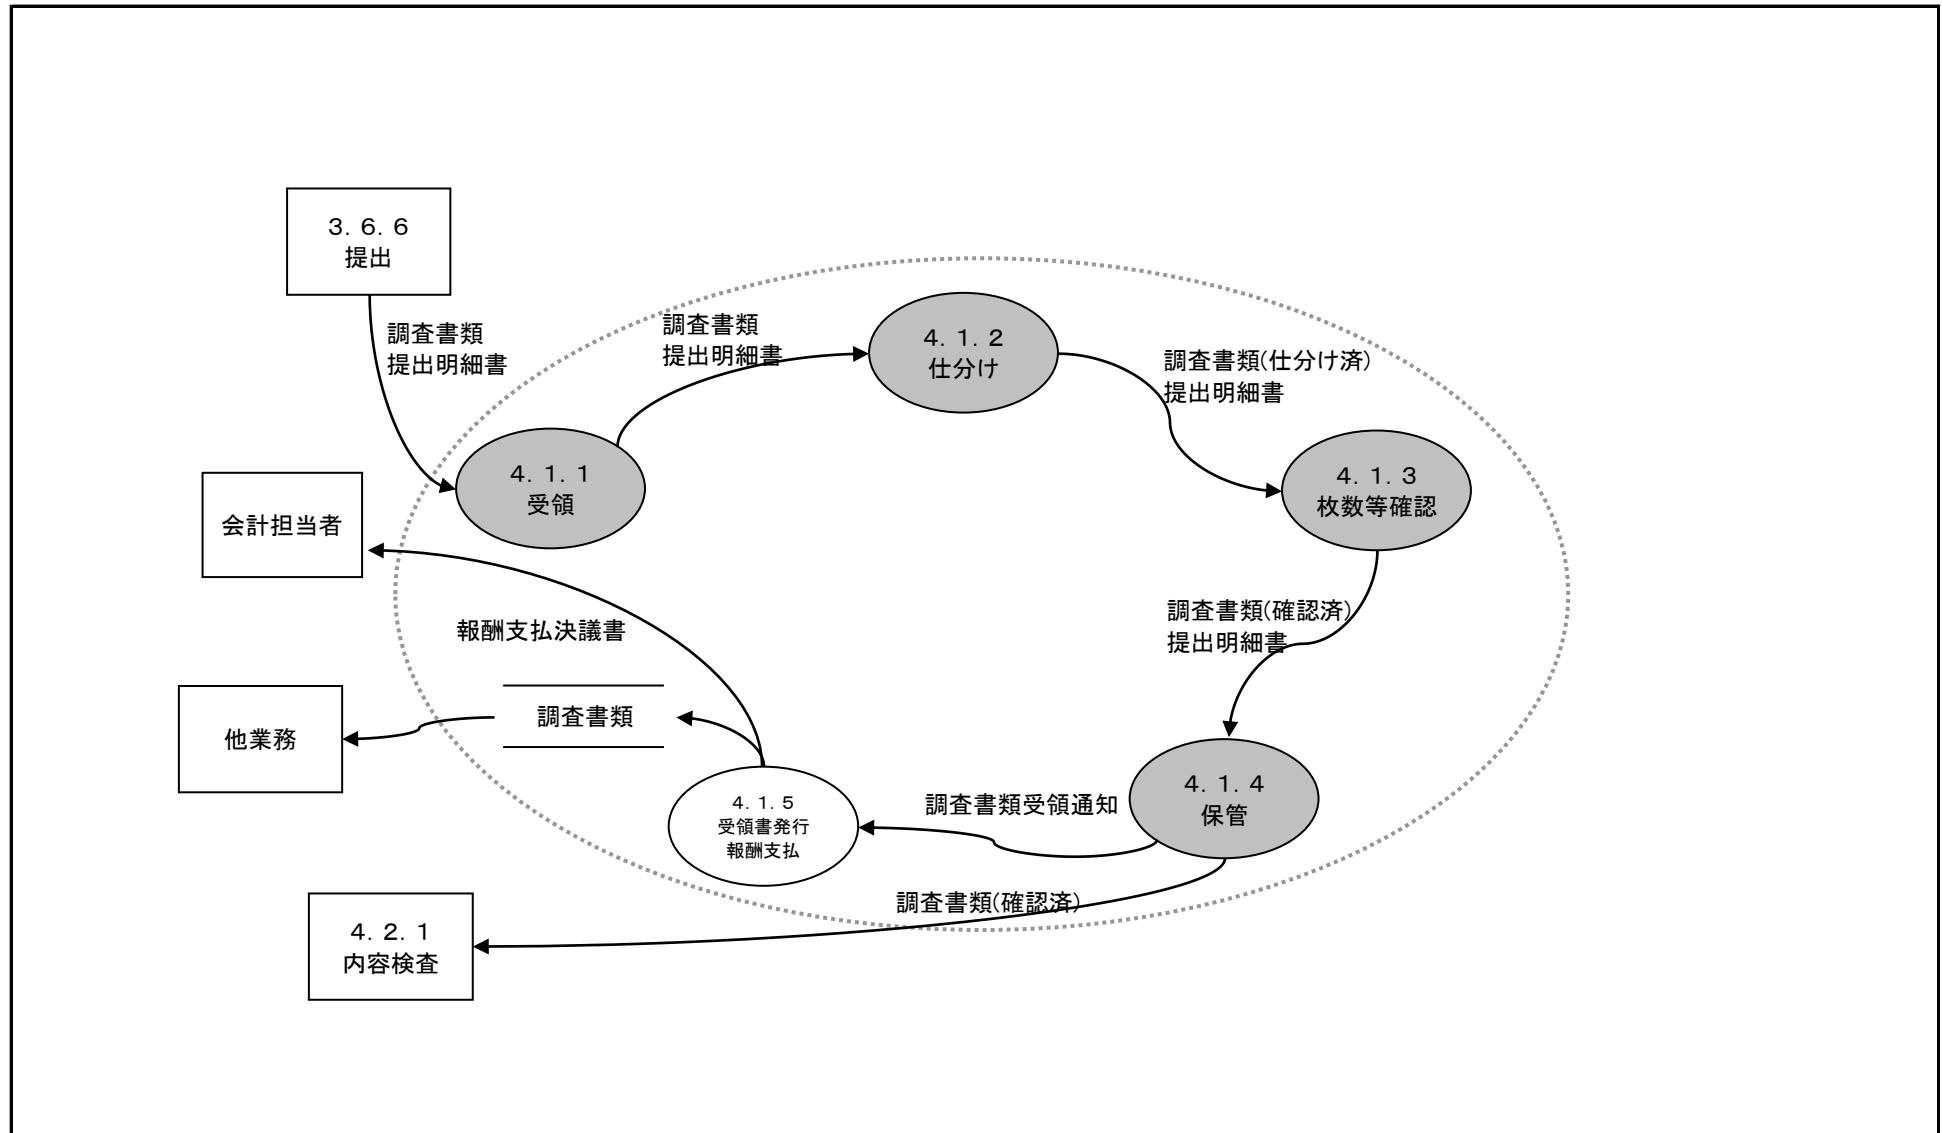 ３．６．６
提出
調査書類
提出明細書
調査書類
提出明細書
４．１．２
仕分け
調査書類(仕分け済)
提出明細書
４．１．１
受領
４．１．３
枚数等確認
会計担当者
調査書類(確認済)
提出明細書
報酬支払決議書
調査書類
他業務
４．１．４
保管
４．１．５
受領書発行
報酬支払
調査書類受領通知
調査書類(確認済)
４．２．１
内容検査